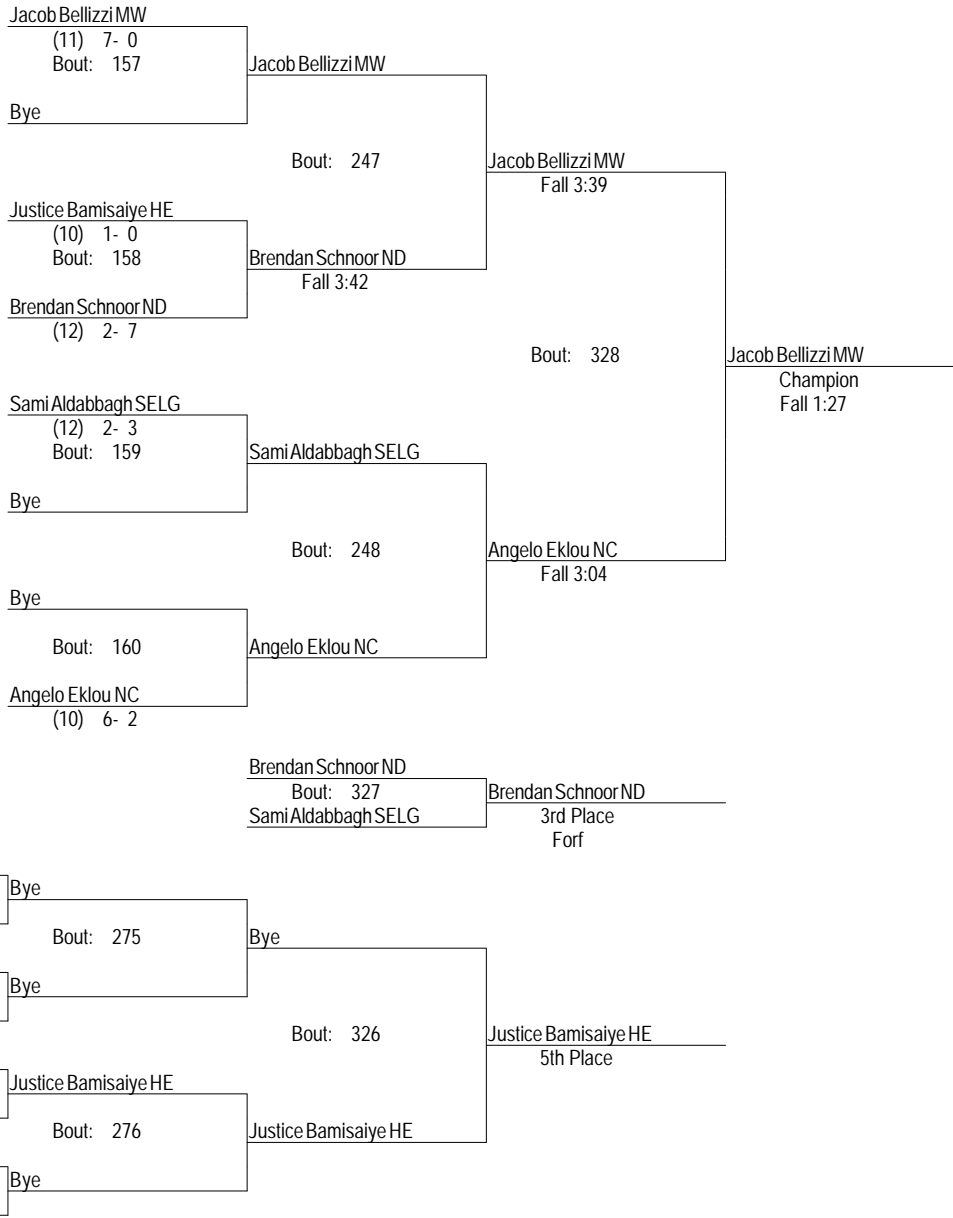 Jacob Bellizzi MW
(11) 7- 0
Bout: 157
Jacob Bellizzi MW
Bye
Bout: 247
Jacob Bellizzi MW
Fall 3:39
Justice Bamisaiye HE
(10) 1- 0
Bout: 158
Brendan Schnoor ND
Fall 3:42
Brendan Schnoor ND
(12) 2- 7
Bout: 328
Jacob Bellizzi MW
Champion
Fall 1:27
Sami Aldabbagh SELG
(12) 2- 3
Bout: 159
Sami Aldabbagh SELG
Bye
Bout: 248
Angelo Eklou NC
Fall 3:04
Bye
Bout: 160
Angelo Eklou NC
Angelo Eklou NC
(10) 6- 2
Brendan Schnoor ND
Bout: 327
Brendan Schnoor ND
Sami Aldabbagh SELG
3rd Place
Forf
Bye
Bout: 275
Bye
Bye
Bout: 326
Justice Bamisaiye HE
5th Place
Justice Bamisaiye HE
Bout: 276
Justice Bamisaiye HE
Bye